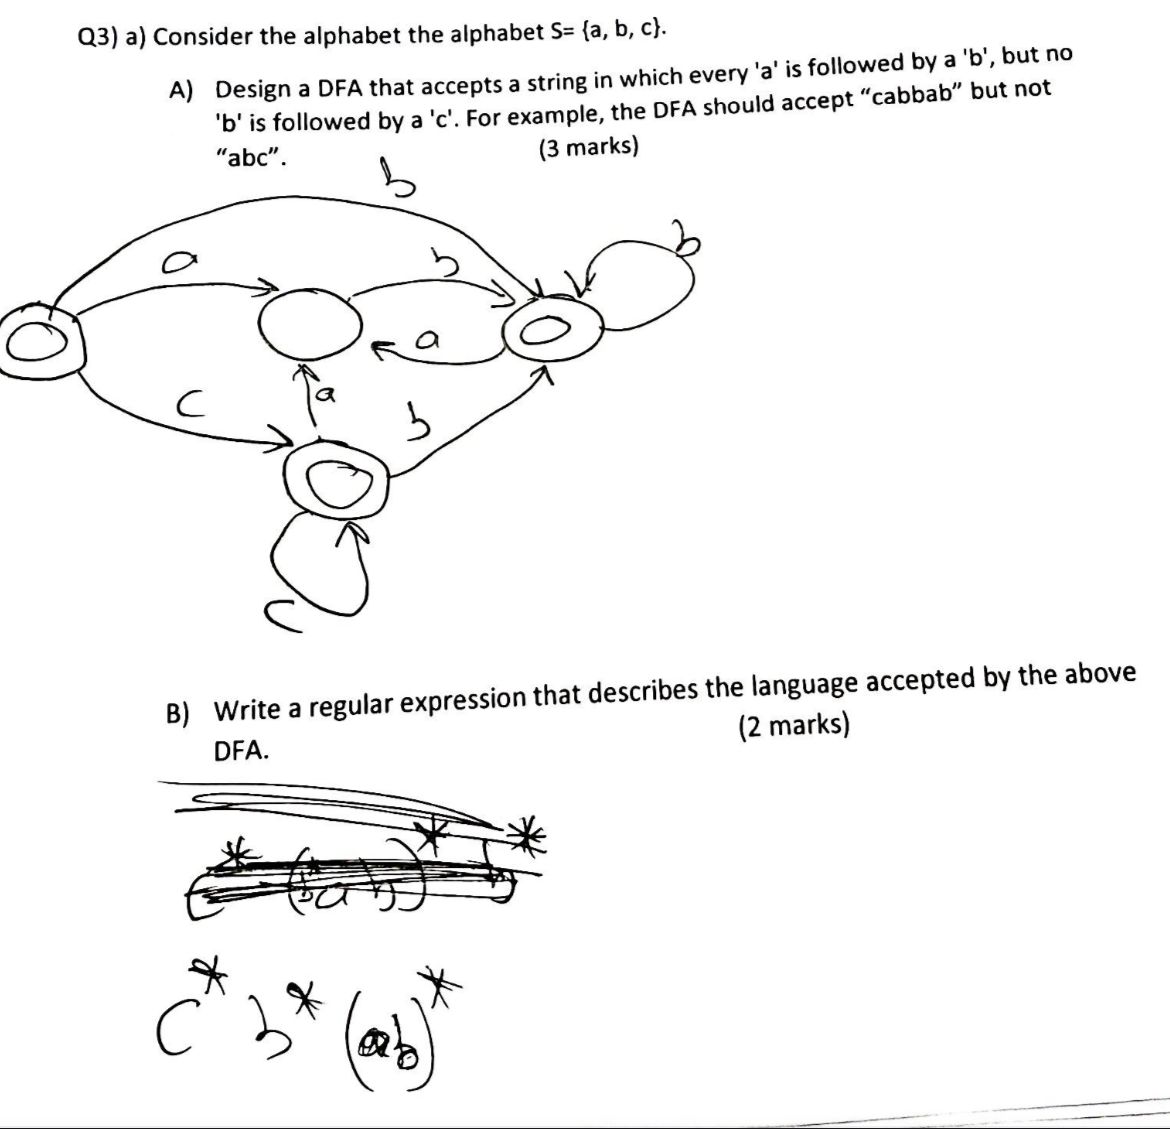 Q3) a) Consider the alphabet the alphabet S= {a, b, c}.
A) Design a DFA that accepts a string in which every 'a' is followed by a 'b', but no
'b' is followed by a 'c'. For example, the DFA should accept “cabbab” but not
“abc”. (3 marks)
b
b
a
b
a
c
a
b
c
B) Write a regular expression that describes the language accepted by the above
DFA. (2 marks)
c* b* (ab)*